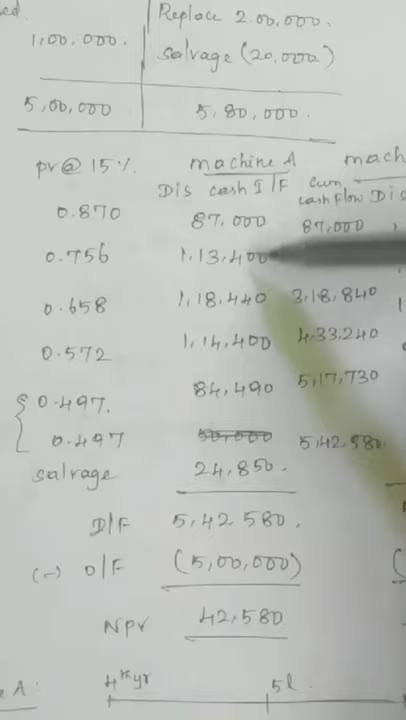 Replace 2,00,000.
1,00,000. Salvage (20,000)
5,00,000 5,80,000.
pv@ 15%. machine A mach
Dis cash I/F cum. cash flow Dis
0.870 87,000 87,000
0.756 1,13,400
0.658 1,18,440 3,18,840
0.572 1,14,400 4,33,240
0.497. 84,490 5,17,730
0.497 50,000 5,42,580.
Salvage 24,850.
D/F 5,42 580.
(-) O/F (5,00,000)
NPV 42,580
A: 4th yr 5l.